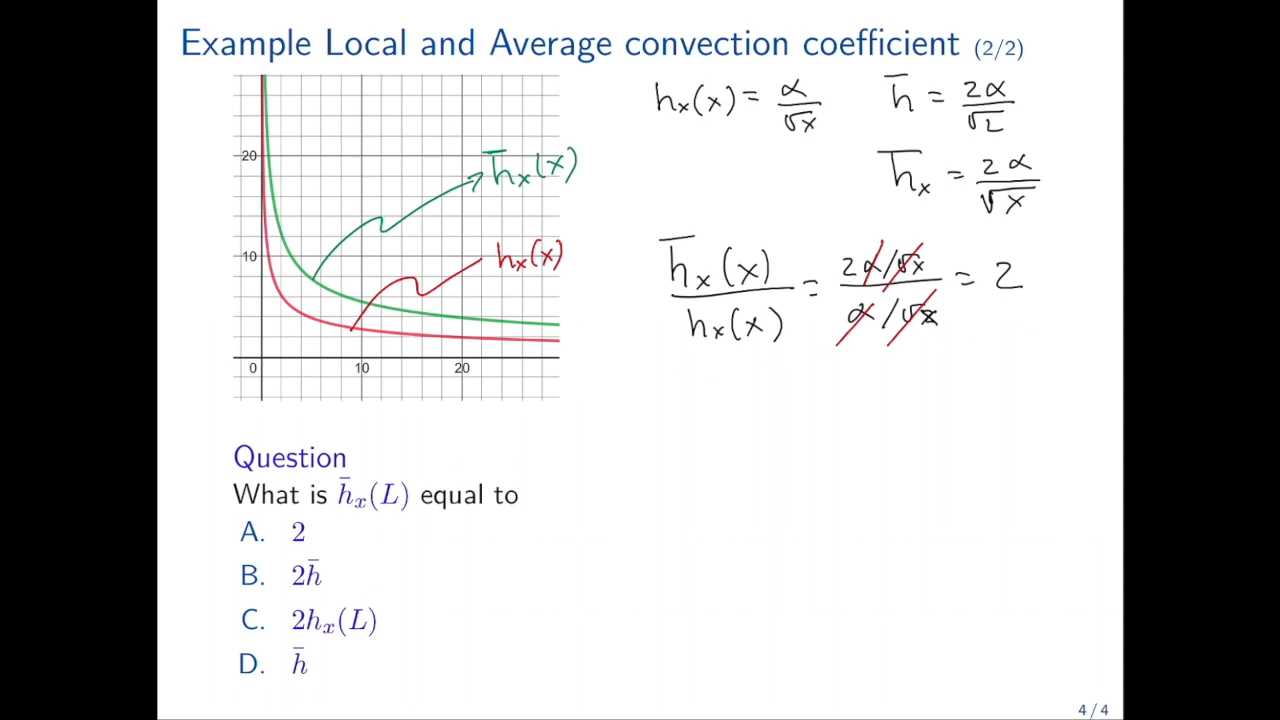 Example Local and Average convection coefficient (2/2)
hₓ(x) = α/√x
h̄ = 2α/√L
h̄ₓ = 2α/√x
20
h̄ₓ(x)
10
hₓ(x)
h̄ₓ(x)/hₓ(x) = (2α/√x)/(α/√x) = 2
0 10 20
Question
What is h̄ₓ(L) equal to
A. 2
B. 2h̄
C. 2hₓ(L)
D. h̄
4 / 4